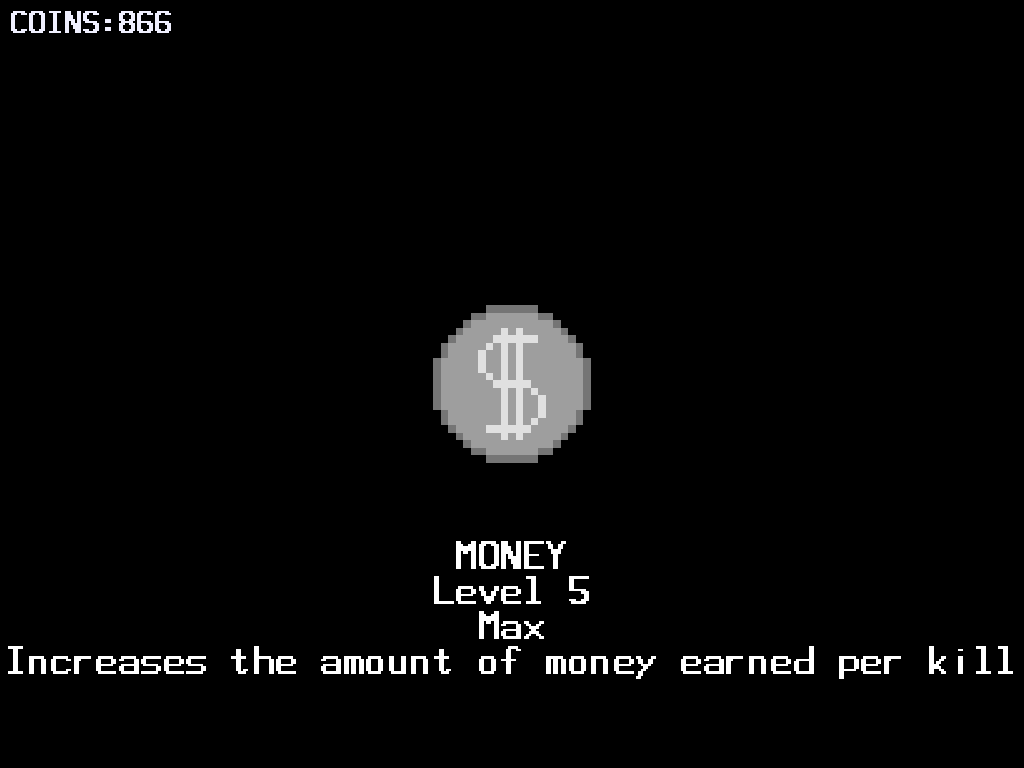 COINS:866
$
MONEY
Level 5
Max
Increases the amount of money earned per kill